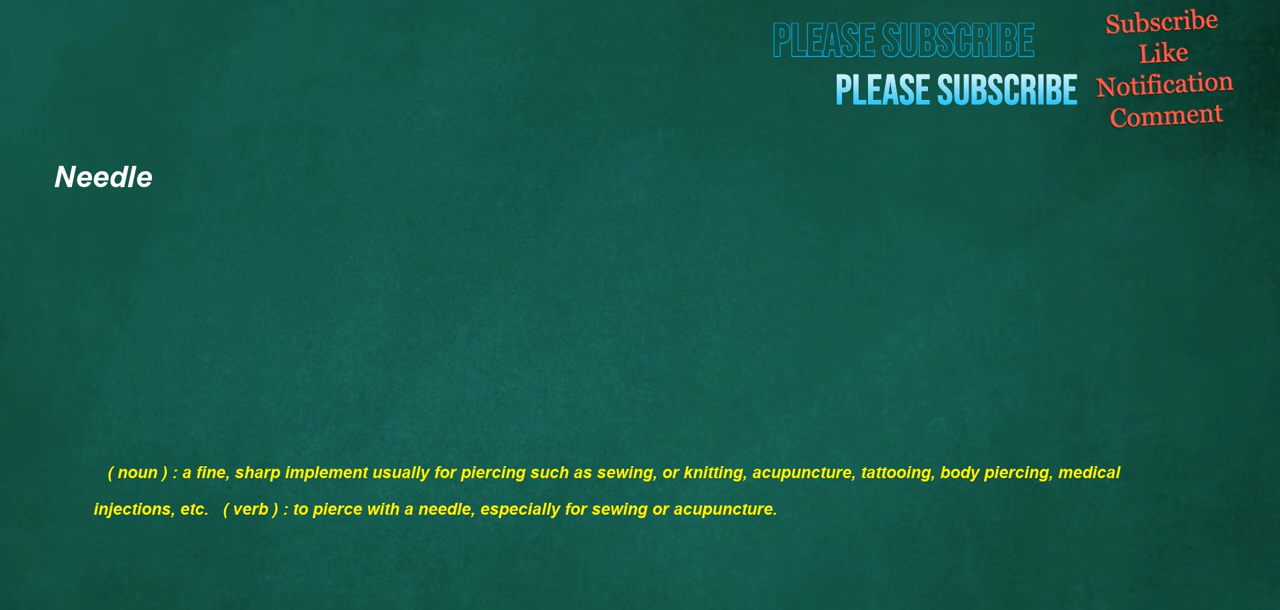 PLEASE SUBSCRIBE
PLEASE SUBSCRIBE
Subscribe
Like
Notification
Comment
Needle
( noun ) : a fine, sharp implement usually for piercing such as sewing, or knitting, acupuncture, tattooing, body piercing, medical
injections, etc. ( verb ) : to pierce with a needle, especially for sewing or acupuncture.